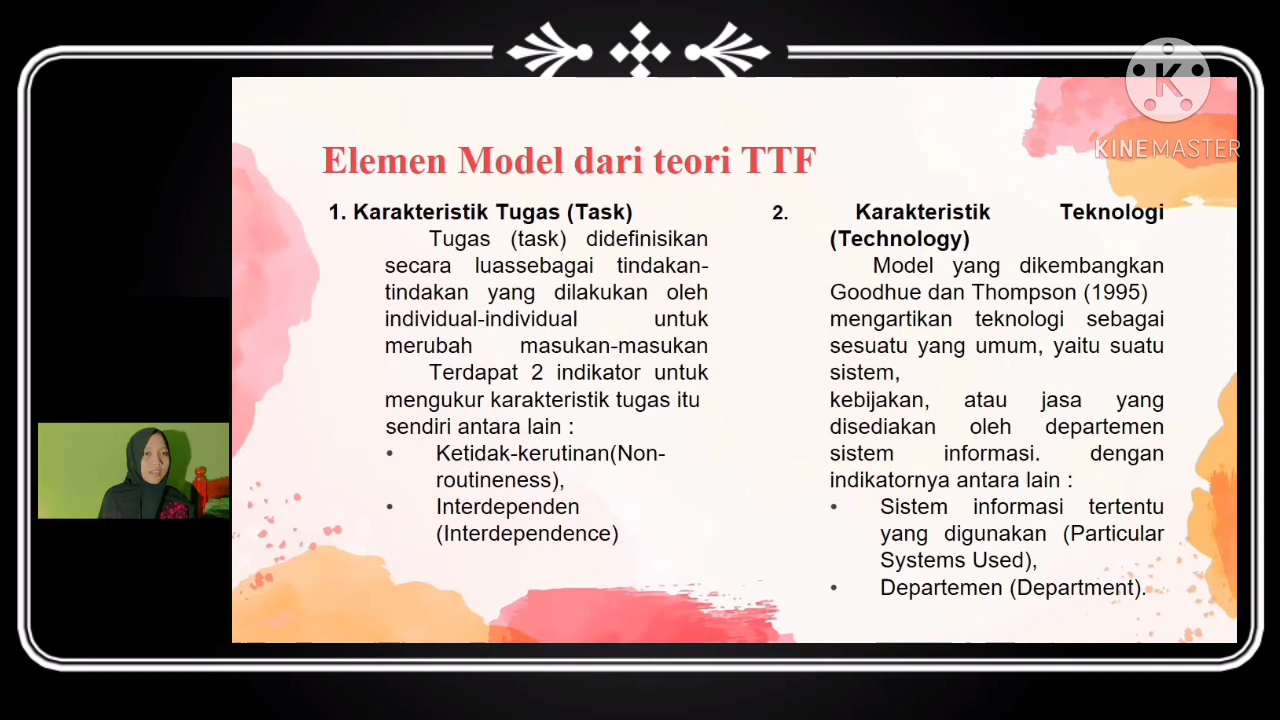 Elemen Model dari teori TTF
1. Karakteristik Tugas (Task)
Tugas (task) didefinisikan
secara luassebagai tindakan-
tindakan yang dilakukan oleh
individual-individual untuk
merubah masukan-masukan
Terdapat 2 indikator untuk
mengukur karakteristik tugas itu
sendiri antara lain :
• Ketidak-kerutinan(Non-
routineness),
• Interdependen
(Interdependence)
2. Karakteristik Teknologi
(Technology)
Model yang dikembangkan
Goodhue dan Thompson (1995)
mengartikan teknologi sebagai
sesuatu yang umum, yaitu suatu
sistem,
kebijakan, atau jasa yang
disediakan oleh departemen
sistem informasi. dengan
indikatornya antara lain :
• Sistem informasi tertentu
yang digunakan (Particular
Systems Used),
• Departemen (Department).
K
KINEMASTER